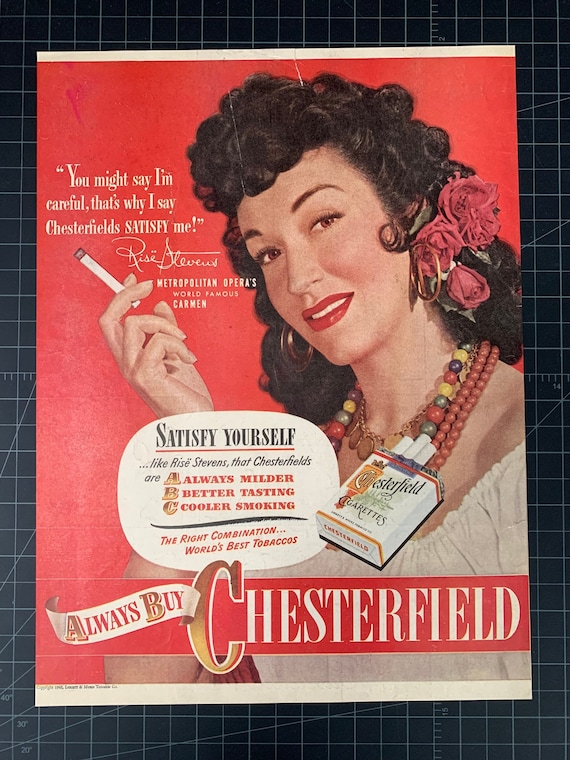 “You might say I'm
careful, that's why I say
Chesterfields SATISFY me!”
Risë Stevens
METROPOLITAN OPERA'S
WORLD FAMOUS
CARMEN
SATISFY YOURSELF
...like Risë Stevens, that Chesterfields
are A ALWAYS MILDER
B BETTER TASTING
C COOLER SMOKING
THE RIGHT COMBINATION...
WORLD'S BEST TOBACCOS
Chesterfield
CIGARETTES
CHESTERFIELD
ALWAYS BUY CHESTERFIELD